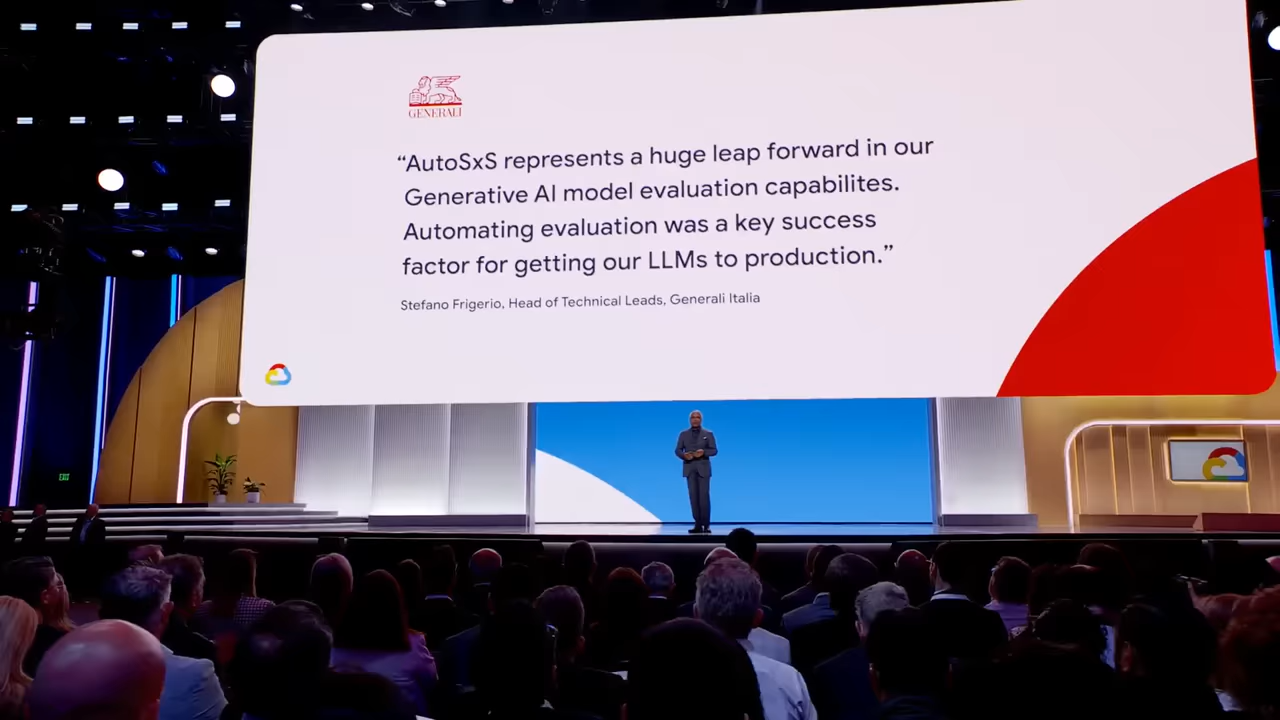 GENERALI
“AutoSxS represents a huge leap forward in our
Generative AI model evaluation capabilites.
Automating evaluation was a key success
factor for getting our LLMs to production.”
Stefano Frigerio, Head of Technical Leads, Generali Italia
EXIT